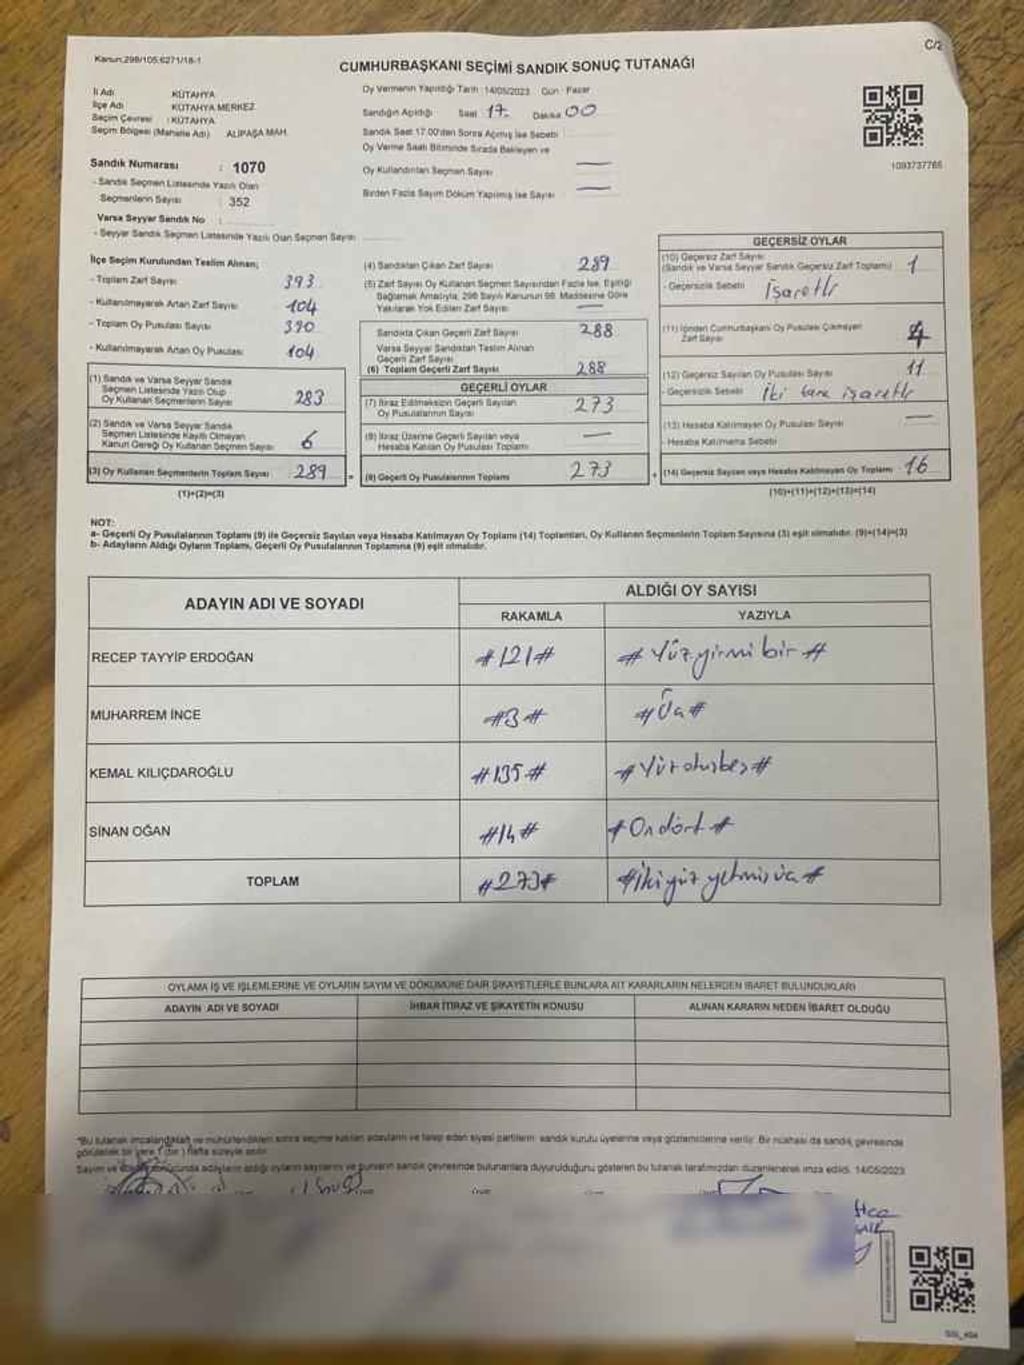 Kanun:298/105,6271/18-1
C/2
CUMHURBAŞKANI SEÇİMİ SANDIK SONUÇ TUTANAĞI
İl Adı KÜTAHYA
İlçe Adı KÜTAHYA MERKEZ
Seçim Çevresi : KÜTAHYA
Seçim Bölgesi (Mahalle Adı) ALİPAŞA MAH.
Oy Vermenin Yapıldığı Tarih : 14/05/2023 Gün : Pazar
Sandığın Açıldığı Saat 17. Dakika 00
Sandık Saat 17.00'den Sonra Açılmış İse Sebebi
Oy Verme Saati Bitiminde Sırada Bekleyen ve
Oy Kullandırılan Seçmen Sayısı —
Birden Fazla Sayım Döküm Yapılmış İse Sayısı —
1093737765
Sandık Numarası : 1070
- Sandık Seçmen Listesinde Yazılı Olan
Seçmenlerin Sayısı : 352
Varsa Seyyar Sandık No :
- Seyyar Sandık Seçmen Listesinde Yazılı Olan Seçmen Sayısı
İlçe Seçim Kurulundan Teslim Alınan;
- Toplam Zarf Sayısı 393
- Kullanılmayarak Artan Zarf Sayısı 104
- Toplam Oy Pusulası Sayısı 390
- Kullanılmayarak Artan Oy Pusulası 104
(1) Sandık ve Varsa Seyyar Sandık
Seçmen Listesinde Yazılı Olup
Oy Kullanan Seçmenlerin Sayısı 283
(2) Sandık ve Varsa Seyyar Sandık
Seçmen Listesinde Kayıtlı Olmayan
Kanun Gereği Oy Kullanan Seçmen Sayısı 6
(3) Oy Kullanan Seçmenlerin Toplam Sayısı 289 =
(1)+(2)=(3)
(4) Sandıktan Çıkan Zarf Sayısı 289
(5) Zarf Sayısı Oy Kullanan Seçmen Sayısından Fazla İse, Eşitliği
Sağlamak Amacıyla, 298 Sayılı Kanunun 98. Maddesine Göre
Yakılarak Yok Edilen Zarf Sayısı —
Sandıkta Çıkan Geçerli Zarf Sayısı 288
Varsa Seyyar Sandıktan Teslim Alınan
Geçerli Zarf Sayısı
(6) Toplam Geçerli Zarf Sayısı 288
GEÇERLİ OYLAR
(7) İtiraz Edilmeksizin Geçerli Sayılan
Oy Pusulalarının Sayısı 273
(8) İtiraz Üzerine Geçerli Sayılan veya
Hesaba Katılan Oy Pusulası Toplamı —
(9) Geçerli Oy Pusulalarının Toplamı 273 +
GEÇERSİZ OYLAR
(10) Geçersiz Zarf Sayısı
(Sandık ve Varsa Seyyar Sandık Geçersiz Zarf Toplamı) 1
- Geçersizlik Sebebi İşaretli
(11) İçinden Cumhurbaşkanı Oy Pusulası Çıkmayan
Zarf Sayısı 4
(12) Geçersiz Sayılan Oy Pusulası Sayısı 11
- Geçersizlik Sebebi İki tane işaretli
(13) Hesaba Katılmayan Oy Pusulası Sayısı —
- Hesaba Katılmama Sebebi
(14) Geçersiz Sayılan veya Hesaba Katılmayan Oy Toplamı 16
(10)+(11)+(12)+(13)=(14)
NOT:
a- Geçerli Oy Pusulalarının Toplamı (9) ile Geçersiz Sayılan veya Hesaba Katılmayan Oy Toplamı (14) Toplamları, Oy Kullanan Seçmenlerin Toplam Sayısına (3) eşit olmalıdır. (9)+(14)=(3)
b- Adayların Aldığı Oyların Toplamı, Geçerli Oy Pusulalarının Toplamına (9) eşit olmalıdır.
ADAYIN ADI VE SOYADI
ALDIĞI OY SAYISI
RAKAMLA YAZIYLA
RECEP TAYYİP ERDOĞAN #121# #Yüzyirmi bir#
MUHARREM İNCE #3# #Üç#
KEMAL KILIÇDAROĞLU #135# #Yüzotuzbeş#
SİNAN OĞAN #14# #Ondört#
TOPLAM #273# #İkiyüz yetmişüç#
OYLAMA İŞ VE İŞLEMLERİNE VE OYLARIN SAYIM VE DÖKÜMÜNE DAİR ŞİKAYETLERLE BUNLARA AİT KARARLARIN NELERDEN İBARET BULUNDUKLARI
ADAYIN ADI VE SOYADI İHBAR İTİRAZ VE ŞİKAYETİN KONUSU ALINAN KARARIN NEDEN İBARET OLDUĞU
"Bu tutanak imzalandıktan ve mühürlendikten sonra seçime katılan adayların ve talep eden siyasi partilerin sandık kurulu üyelerine veya gözlemcilerine verilir. Bir nüshası da sandık çevresinde
görülebilir bir yere 1 (bir) hafta süreyle asılır.
Sayım ve döküm sonucunda adayların aldığı oyların sayılarını ve bunların sandık çevresinde bulunanlara duyurulduğunu gösteren bu tutanak tarafımızdan düzenlenerek imza edildi. 14/05/2023